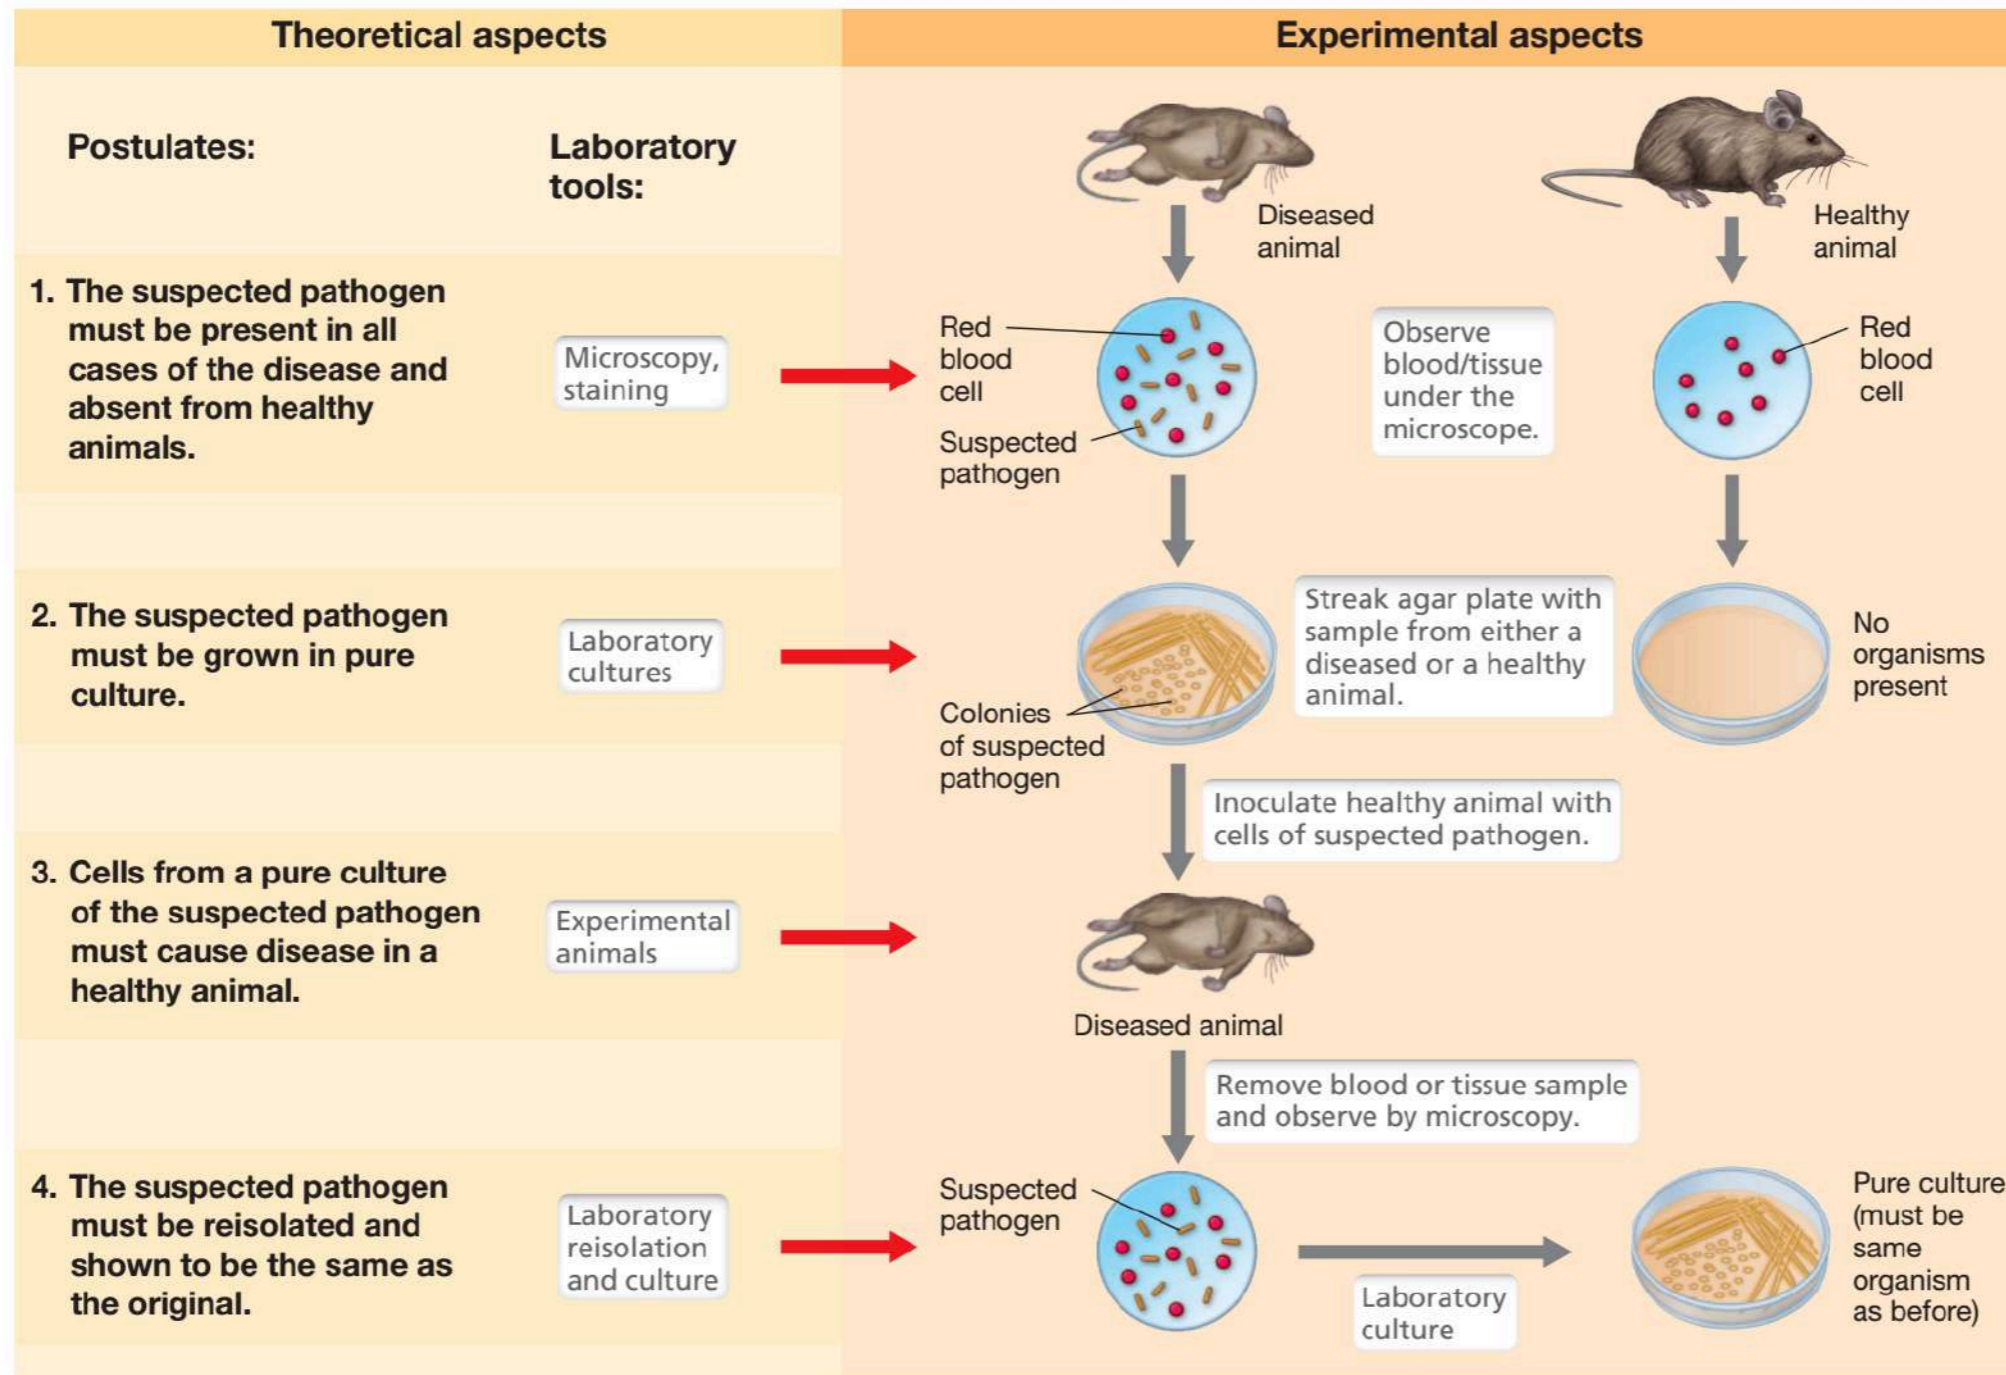 Theoretical aspects
Experimental aspects
Postulates:
Laboratory
tools:
Diseased
animal
Healthy
animal
1. The suspected pathogen
must be present in all
cases of the disease and
absent from healthy
animals.
Microscopy,
staining
Red
blood
cell
Suspected
pathogen
Observe
blood/tissue
under the
microscope.
Red
blood
cell
2. The suspected pathogen
must be grown in pure
culture.
Laboratory
cultures
Colonies
of suspected
pathogen
Streak agar plate with
sample from either a
diseased or a healthy
animal.
No
organisms
present
Inoculate healthy animal with
cells of suspected pathogen.
3. Cells from a pure culture
of the suspected pathogen
must cause disease in a
healthy animal.
Experimental
animals
Diseased animal
Remove blood or tissue sample
and observe by microscopy.
4. The suspected pathogen
must be reisolated and
shown to be the same as
the original.
Laboratory
reisolation
and culture
Suspected
pathogen
Laboratory
culture
Pure culture
(must be
same
organism
as before)